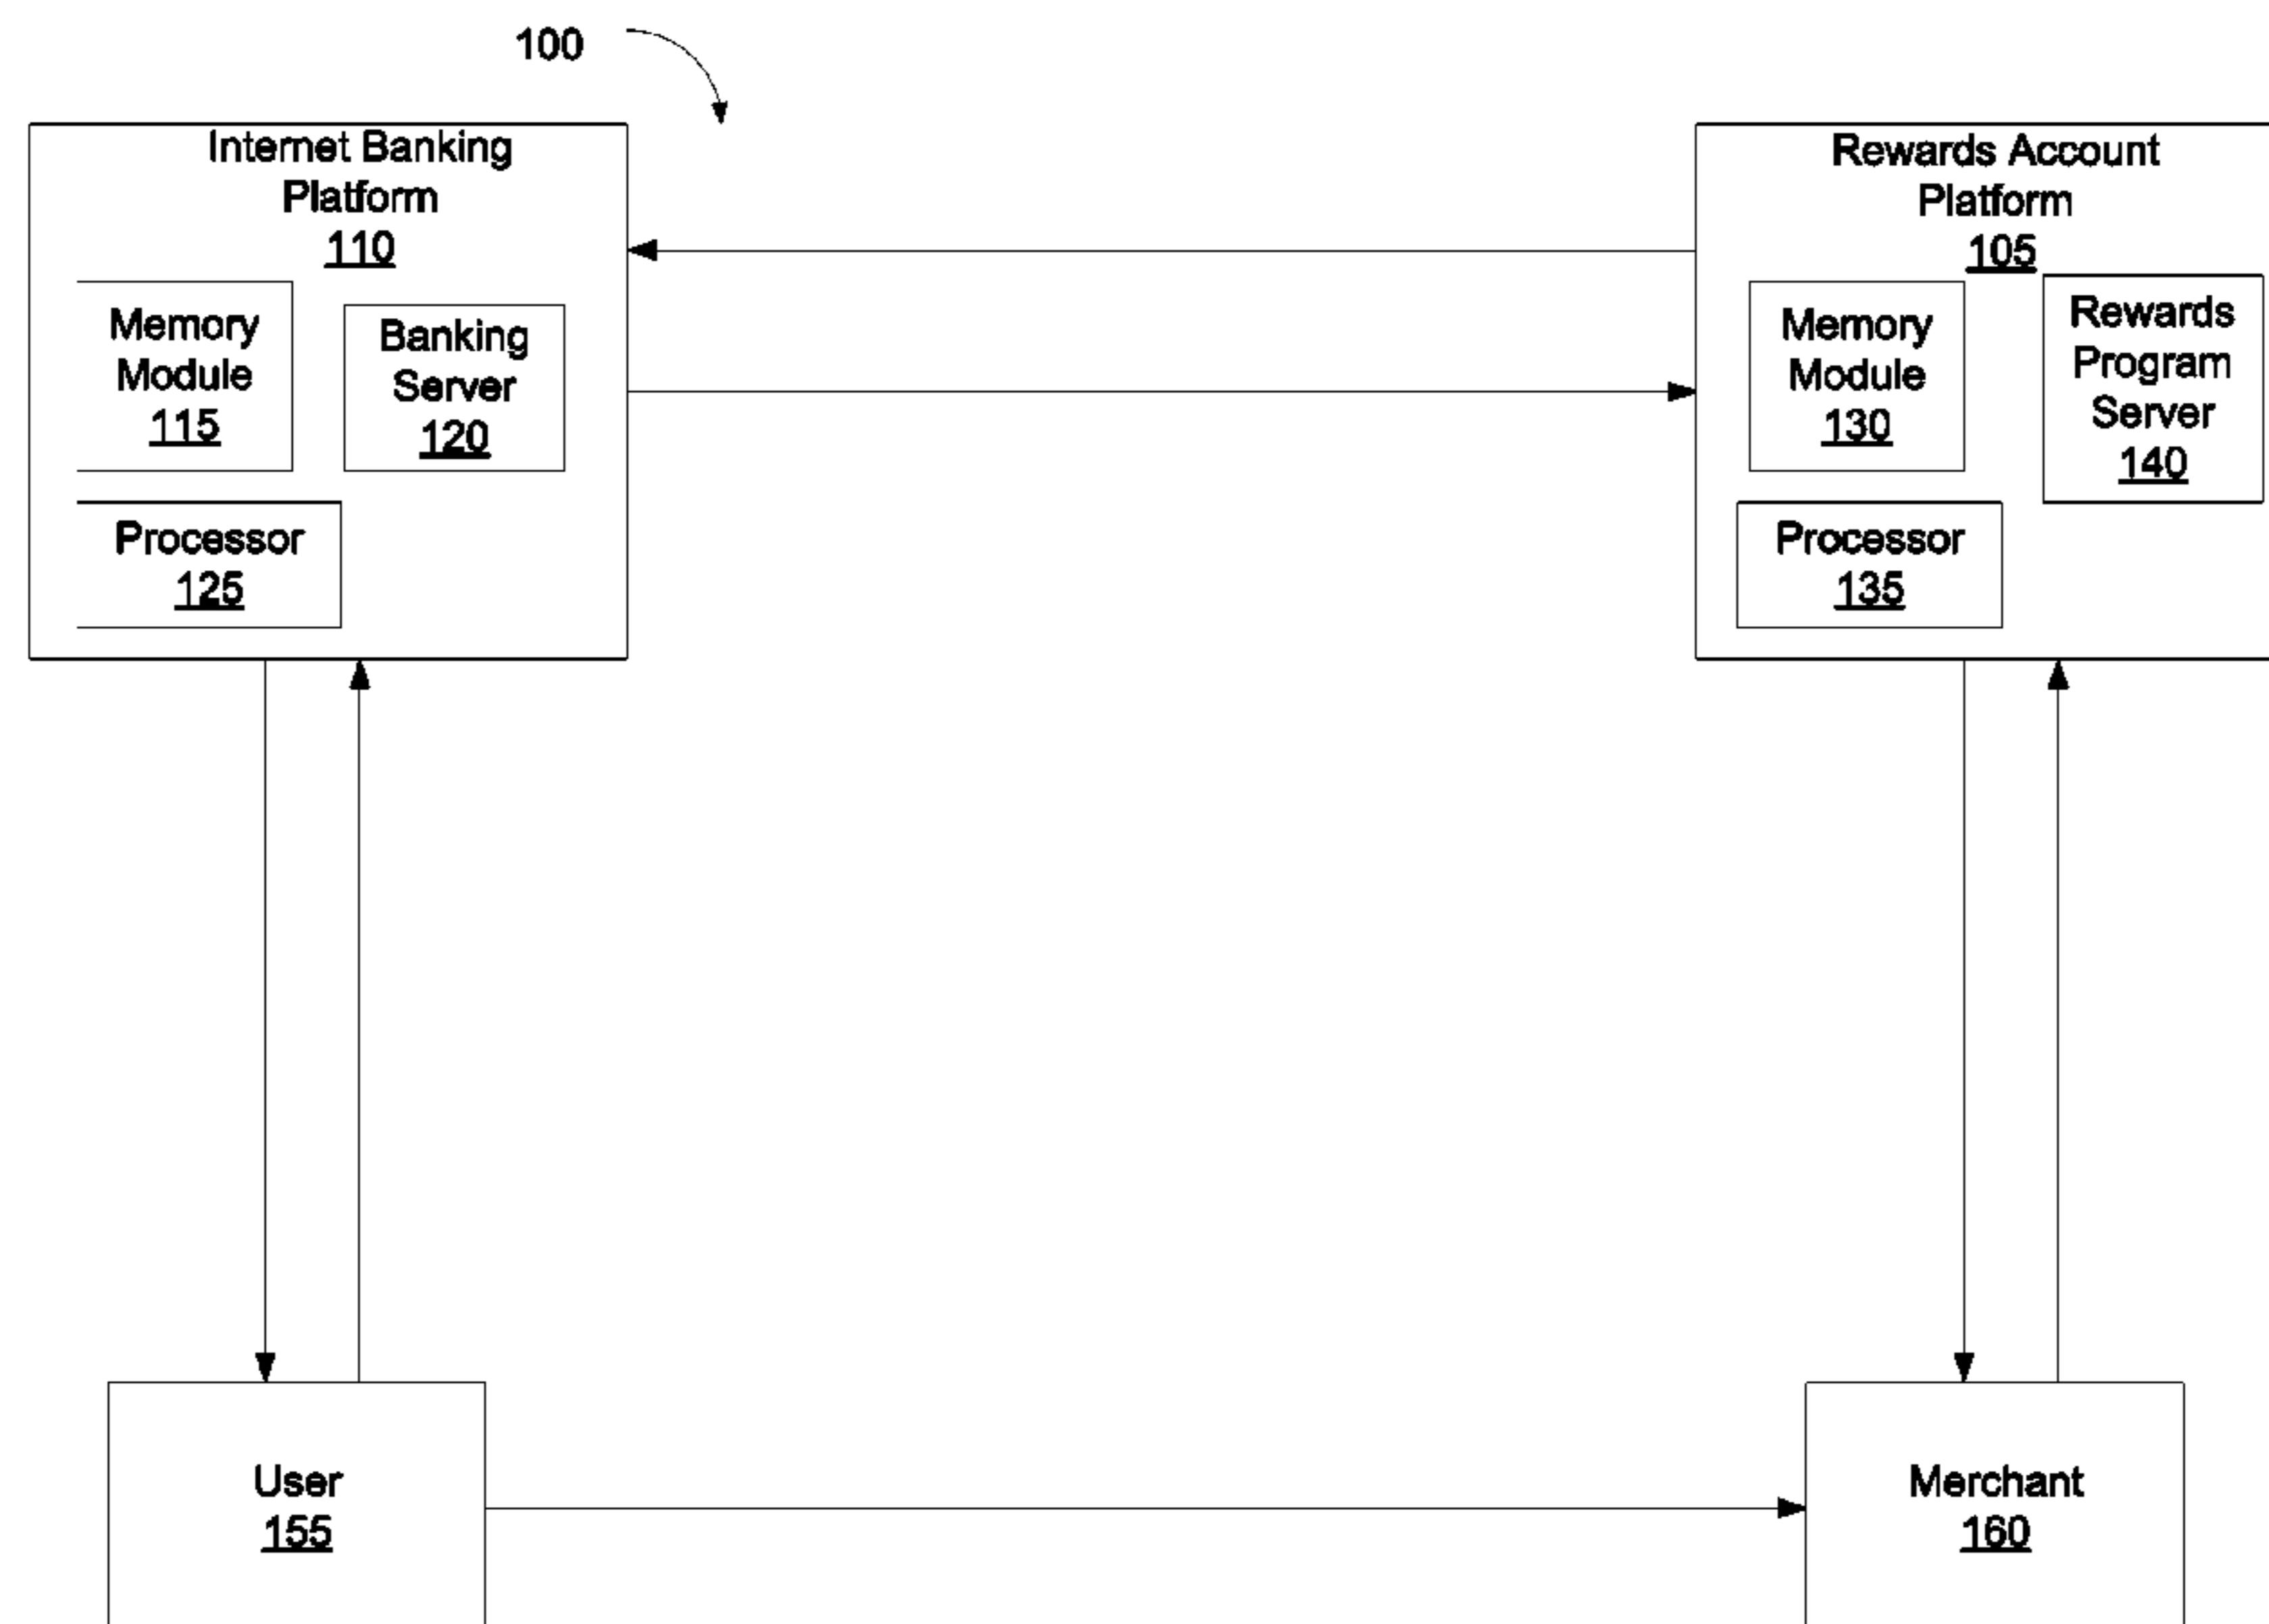 100
Internet Banking
Platform
110
Memory
Module
115
Banking
Server
120
Processor
125
Rewards Account
Platform
105
Memory
Module
130
Rewards
Program
Server
140
Processor
135
User
155
Merchant
160